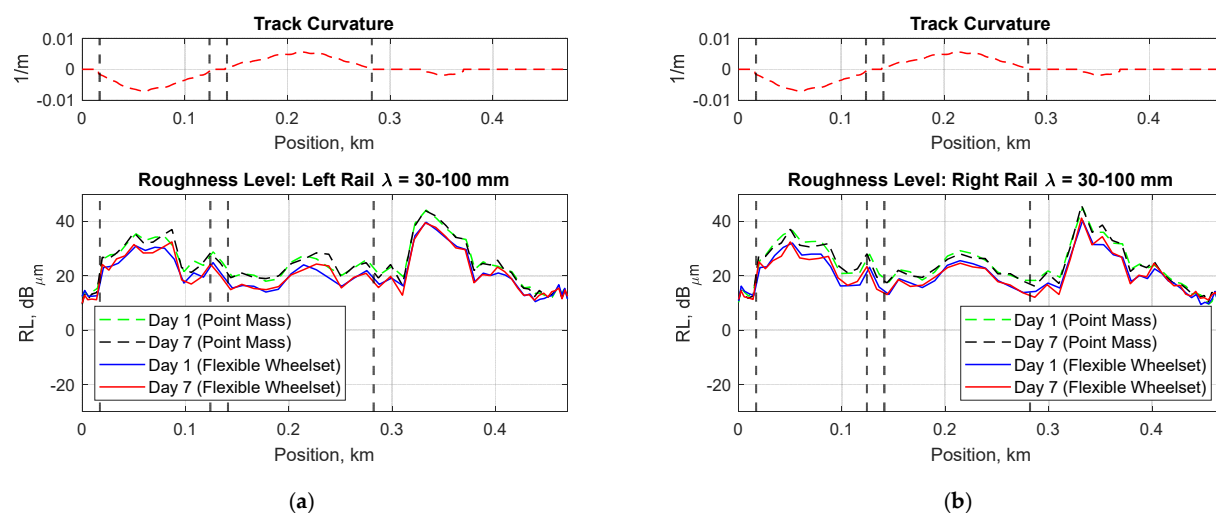 Track Curvature
0.01
0
-0.01
1/m
0 0.1 0.2 0.3 0.4
Position, km
Roughness Level: Left Rail λ = 30-100 mm
40
20
0
-20
RL, dB μm
Day 1 (Point Mass)
Day 7 (Point Mass)
Day 1 (Flexible Wheelset)
Day 7 (Flexible Wheelset)
0 0.1 0.2 0.3 0.4
Position, km
(a)
Track Curvature
0.01
0
-0.01
1/m
0 0.1 0.2 0.3 0.4
Position, km
Roughness Level: Right Rail λ = 30-100 mm
40
20
0
-20
RL, dB μm
Day 1 (Point Mass)
Day 7 (Point Mass)
Day 1 (Flexible Wheelset)
Day 7 (Flexible Wheelset)
0 0.1 0.2 0.3 0.4
Position, km
(b)